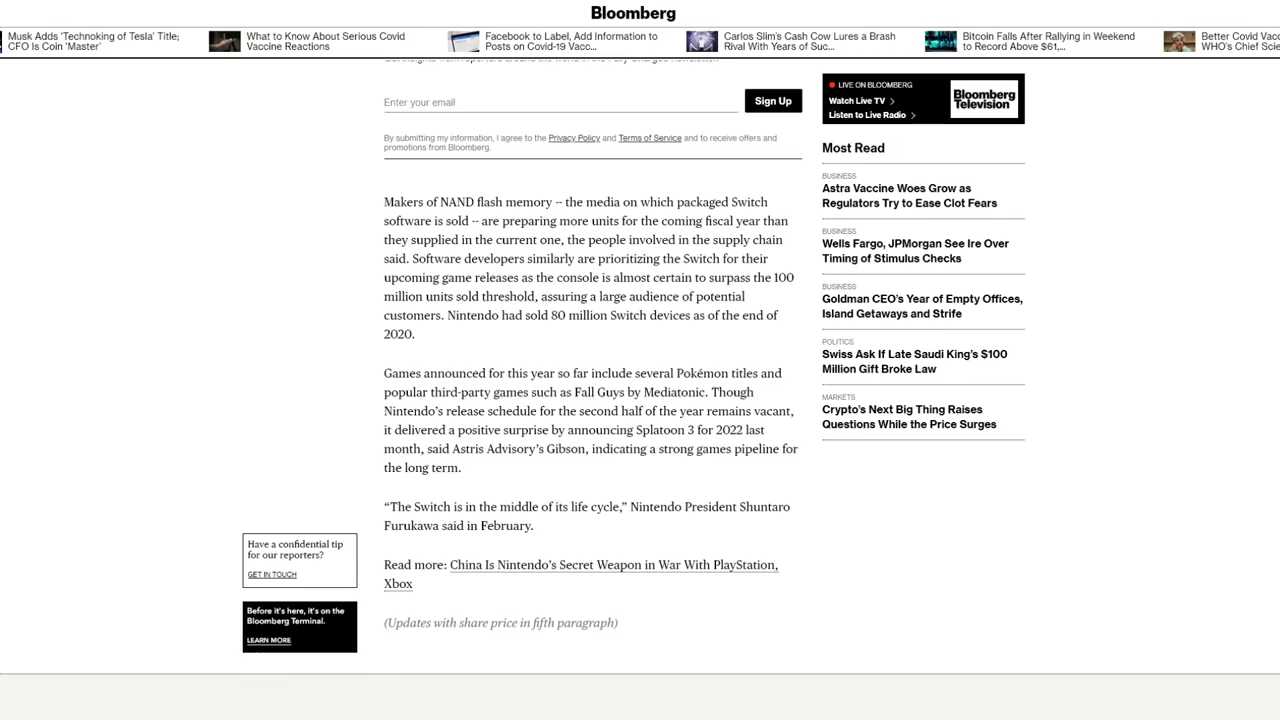 Bloomberg
Musk Adds 'Technoking of Tesla' Title;
CFO Is Coin 'Master'
What to Know About Serious Covid
Vaccine Reactions
Facebook to Label, Add Information to
Posts on Covid-19 Vacc...
Carlos Slim's Cash Cow Lures a Brash
Rival With Years of Suc...
Bitcoin Falls After Rallying in Weekend
to Record Above $61,...
Better Covid Vacc
WHO's Chief Scie
Enter your email
Sign Up
By submitting my information, I agree to the Privacy Policy and Terms of Service and to receive offers and
promotions from Bloomberg.
Makers of NAND flash memory -- the media on which packaged Switch
software is sold -- are preparing more units for the coming fiscal year than
they supplied in the current one, the people involved in the supply chain
said. Software developers similarly are prioritizing the Switch for their
upcoming game releases as the console is almost certain to surpass the 100
million units sold threshold, assuring a large audience of potential
customers. Nintendo had sold 80 million Switch devices as of the end of
2020.
Games announced for this year so far include several Pokémon titles and
popular third-party games such as Fall Guys by Mediatonic. Though
Nintendo's release schedule for the second half of the year remains vacant,
it delivered a positive surprise by announcing Splatoon 3 for 2022 last
month, said Astris Advisory's Gibson, indicating a strong games pipeline for
the long term.
“The Switch is in the middle of its life cycle,” Nintendo President Shuntaro
Furukawa said in February.
Read more: China Is Nintendo's Secret Weapon in War With PlayStation,
Xbox
(Updates with share price in fifth paragraph)
Have a confidential tip
for our reporters?
GET IN TOUCH
Before it's here, it's on the
Bloomberg Terminal.
LEARN MORE
LIVE ON BLOOMBERG
Watch Live TV
Listen to Live Radio
Bloomberg
Television
Most Read
BUSINESS
Astra Vaccine Woes Grow as
Regulators Try to Ease Clot Fears
BUSINESS
Wells Fargo, JPMorgan See Ire Over
Timing of Stimulus Checks
BUSINESS
Goldman CEO's Year of Empty Offices,
Island Getaways and Strife
POLITICS
Swiss Ask If Late Saudi King's $100
Million Gift Broke Law
MARKETS
Crypto's Next Big Thing Raises
Questions While the Price Surges